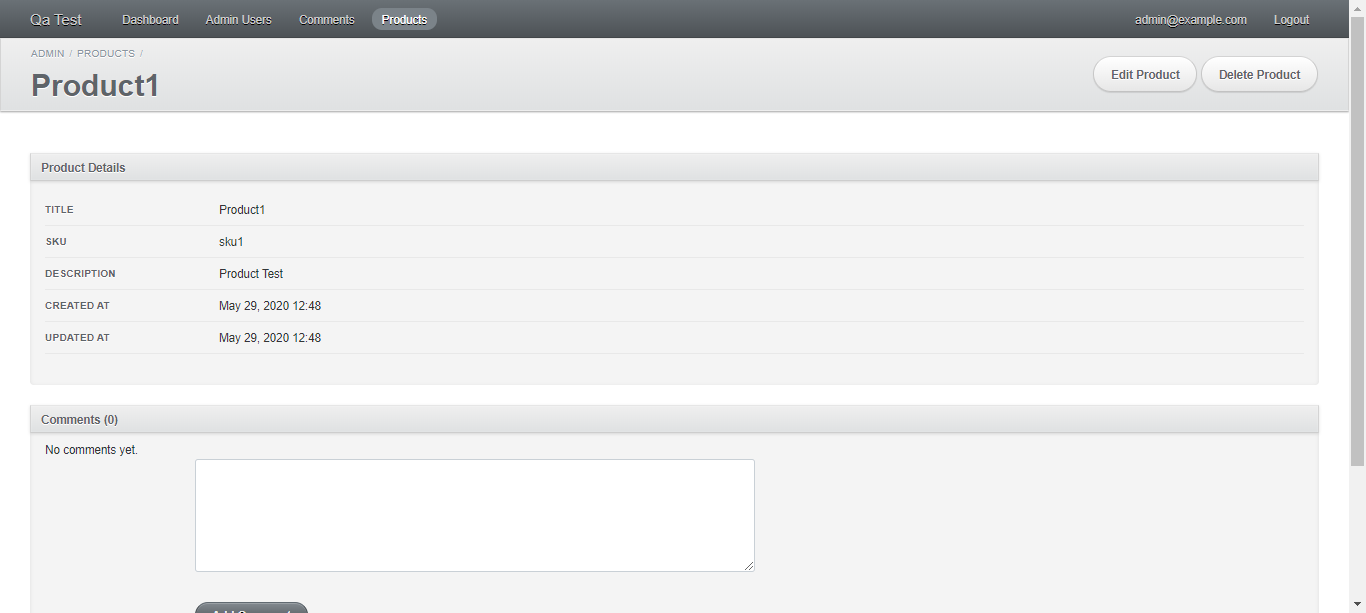 Qa Test Dashboard Admin Users Comments Products admin@example.com Logout
ADMIN / PRODUCTS /
Product1
Edit Product Delete Product
Product Details
TITLE Product1
SKU sku1
DESCRIPTION Product Test
CREATED AT May 29, 2020 12:48
UPDATED AT May 29, 2020 12:48
Comments (0)
No comments yet.
Add Comment